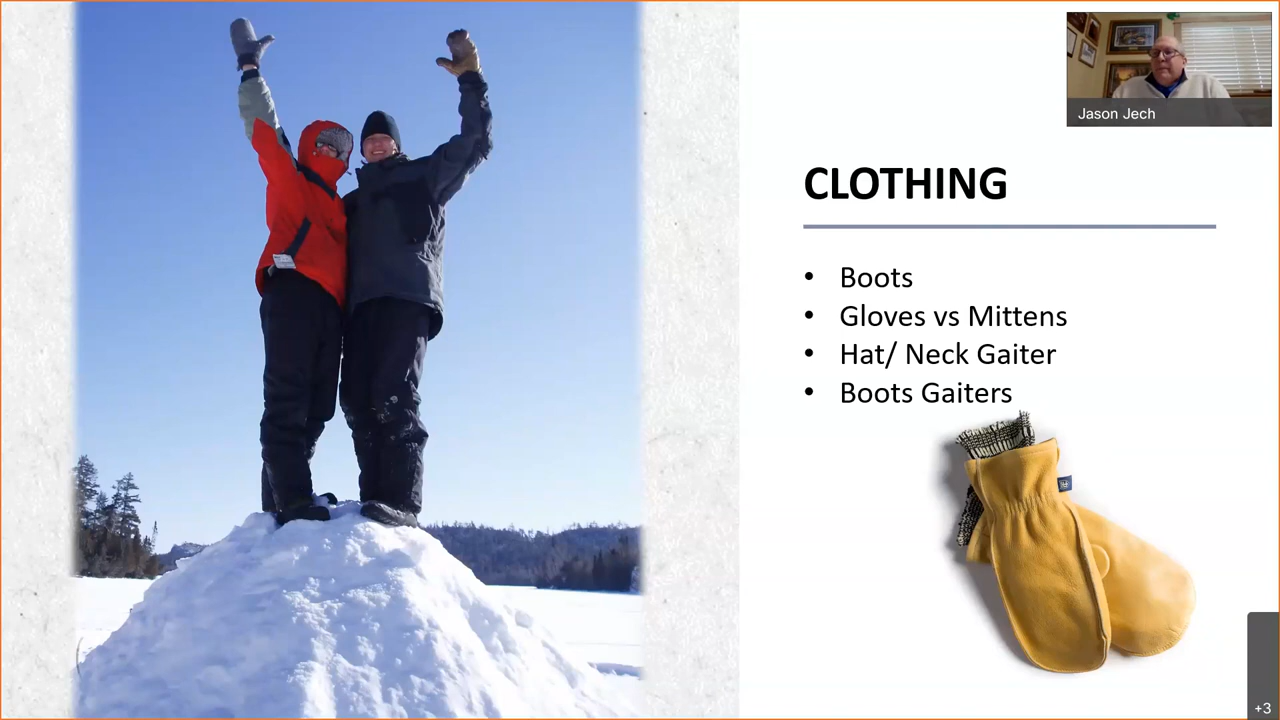 Jason Jech
CLOTHING
• Boots
• Gloves vs Mittens
• Hat/ Neck Gaiter
• Boots Gaiters
+3